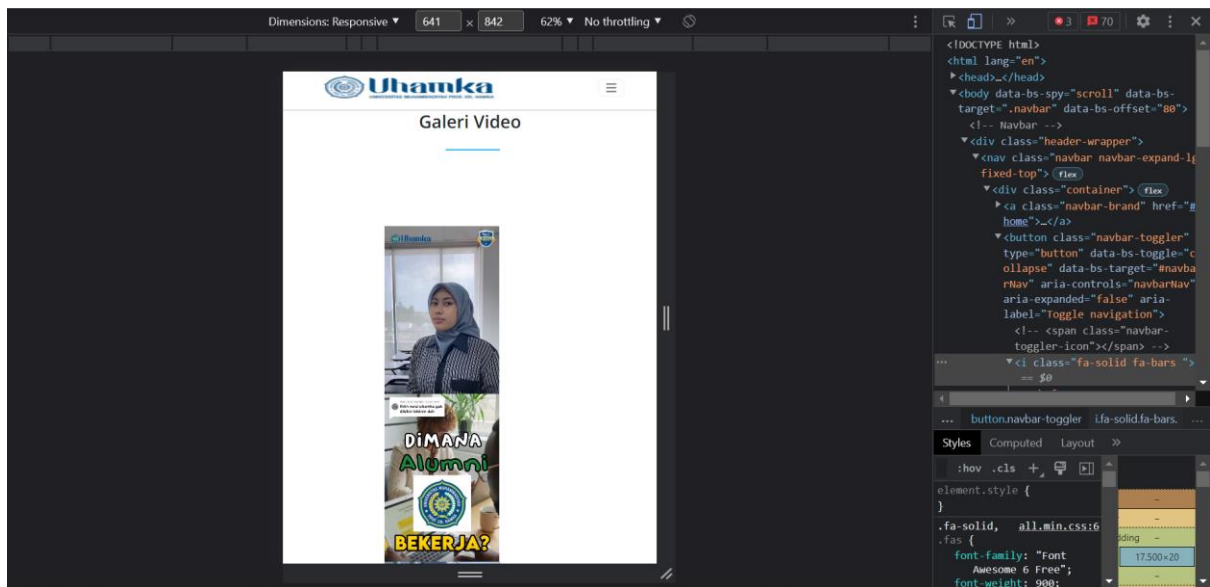 Dimensions: Responsive ▼ 641 × 842 62% ▼ No throttling ▼
3 70
Uhamka
Galeri Video
Uhamka
DIMANA
Alumni
BEKERJA?
<!DOCTYPE html>
<html lang="en">
<head>…</head>
<body data-bs-spy="scroll" data-bs-
target=".navbar" data-bs-offset="80">
<!-- Navbar -->
<div class="header-wrapper">
<nav class="navbar navbar-expand-lg
fixed-top"> flex
<div class="container"> flex
<a class="navbar-brand" href="#
home">…</a>
<button class="navbar-toggler"
type="button" data-bs-toggle="c
ollapse" data-bs-target="#navba
rNav" aria-controls="navbarNav"
aria-expanded="false" aria-
label="Toggle navigation">
<!-- <span class="navbar-
toggler-icon"></span> -->
<i class="fa-solid fa-bars ">
== $0
... button.navbar-toggler i.fa-solid.fa-bars. ...
Styles Computed Layout »
:hov .cls +
element.style {
}
.fa-solid, all.min.css:6
.fas {
font-family: "Font
Awesome 6 Free";
font-weight: 900;
dding –
17.500×20